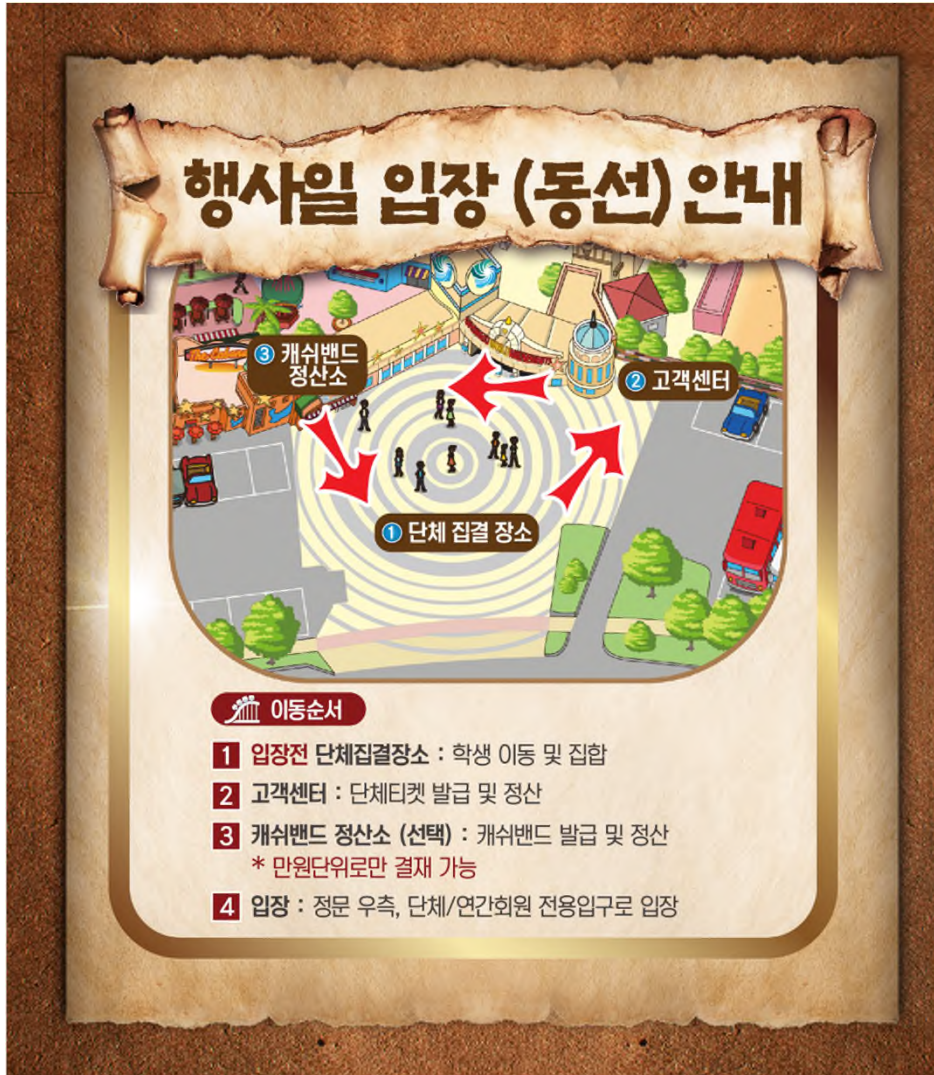 행사일 입장 (동선) 안내
③ 캐쉬밴드
정산소
② 고객센터
① 단체 집결 장소
이동순서
1 입장전 단체집결장소 : 학생 이동 및 집합
2 고객센터 : 단체티켓 발급 및 정산
3 캐쉬밴드 정산소 (선택) : 캐쉬밴드 발급 및 정산
* 만원단위로만 결재 가능
4 입장 : 정문 우측, 단체/연간회원 전용입구로 입장